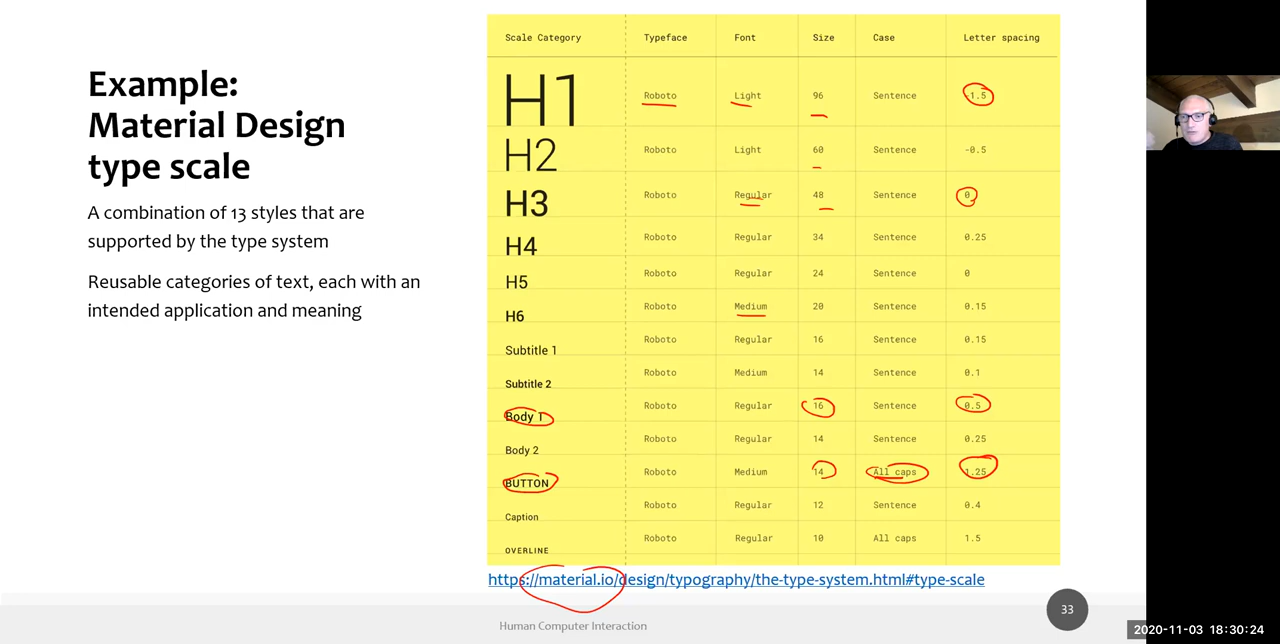 Example:
Material Design
type scale
A combination of 13 styles that are
supported by the type system
Reusable categories of text, each with an
intended application and meaning
Scale Category Typeface Font Size Case Letter spacing
H1 Roboto Light 96 Sentence -1.5
H2 Roboto Light 60 Sentence -0.5
H3 Roboto Regular 48 Sentence 0
H4 Roboto Regular 34 Sentence 0.25
H5 Roboto Regular 24 Sentence 0
H6 Roboto Medium 20 Sentence 0.15
Subtitle 1 Roboto Regular 16 Sentence 0.15
Subtitle 2 Roboto Medium 14 Sentence 0.1
Body 1 Roboto Regular 16 Sentence 0.5
Body 2 Roboto Regular 14 Sentence 0.25
BUTTON Roboto Medium 14 All caps 1.25
Caption Roboto Regular 12 Sentence 0.4
OVERLINE Roboto Regular 10 All caps 1.5
https://material.io/design/typography/the-type-system.html#type-scale
Human Computer Interaction
33
2020-11-03 18:30:24